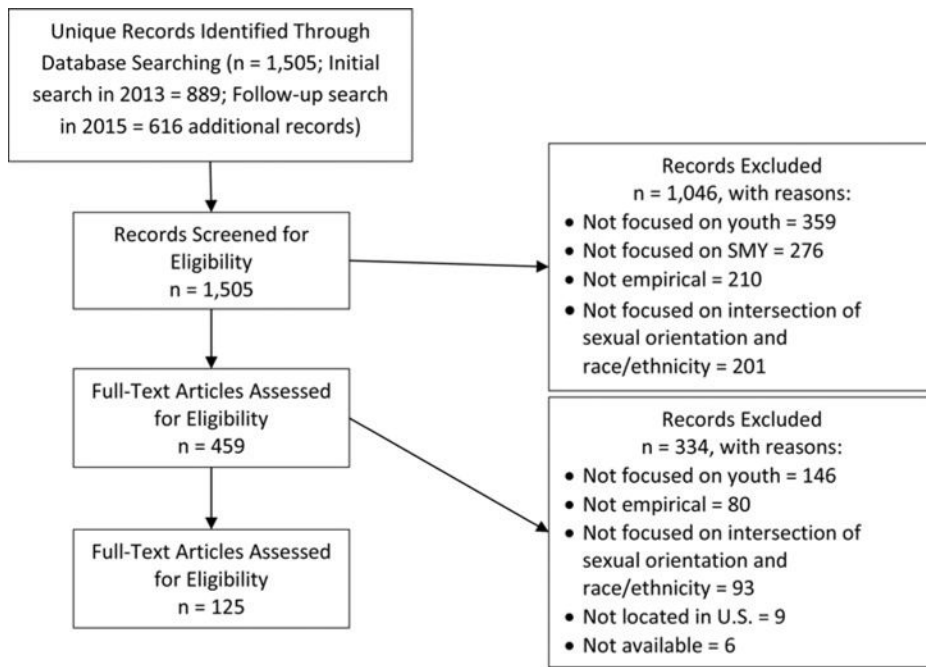 Unique Records Identified Through
Database Searching (n = 1,505; Initial
search in 2013 = 889; Follow-up search
in 2015 = 616 additional records)
Records Screened for
Eligibility
n = 1,505
Records Excluded
n = 1,046, with reasons:
• Not focused on youth = 359
• Not focused on SMY = 276
• Not empirical = 210
• Not focused on intersection of
sexual orientation and
race/ethnicity = 201
Full-Text Articles Assessed
for Eligibility
n = 459
Records Excluded
n = 334, with reasons:
• Not focused on youth = 146
• Not empirical = 80
• Not focused on intersection of
sexual orientation and
race/ethnicity = 93
• Not located in U.S. = 9
• Not available = 6
Full-Text Articles Assessed
for Eligibility
n = 125